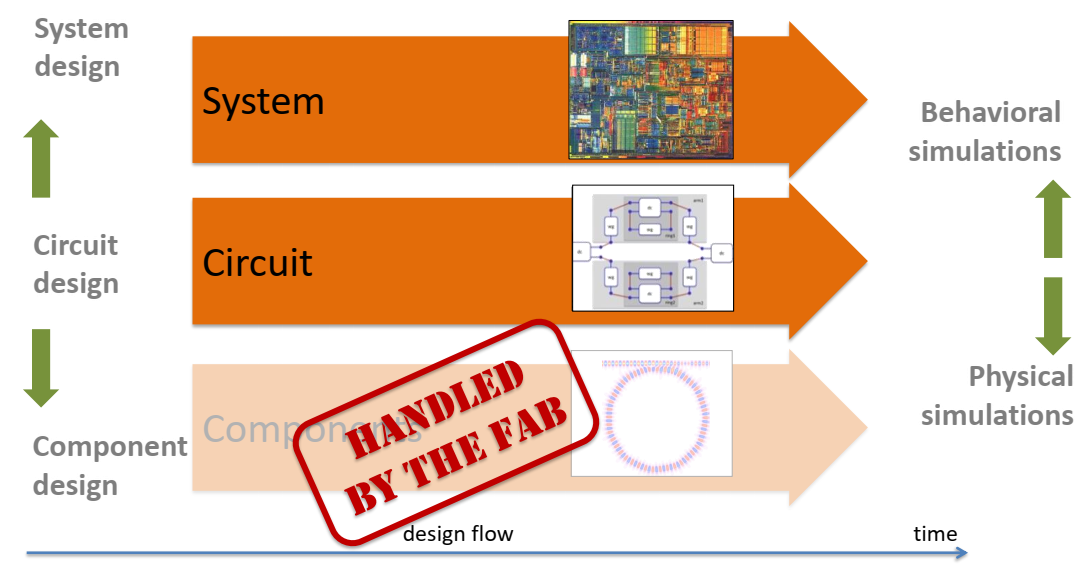 System
design
System
Behavioral
simulations
Circuit
design
Circuit
HANDLED
BY THE FAB
Components
Component
design
Physical
simulations
design flow
time